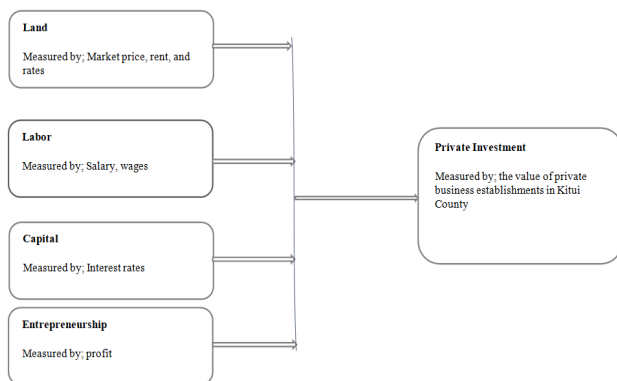 Land
Measured by; Market price, rent, and
rates
Labor
Measured by; Salary, wages
Capital
Measured by; Interest rates
Entrepreneurship
Measured by; profit
Private Investment
Measured by; the value of private
business establishments in Kitui
County